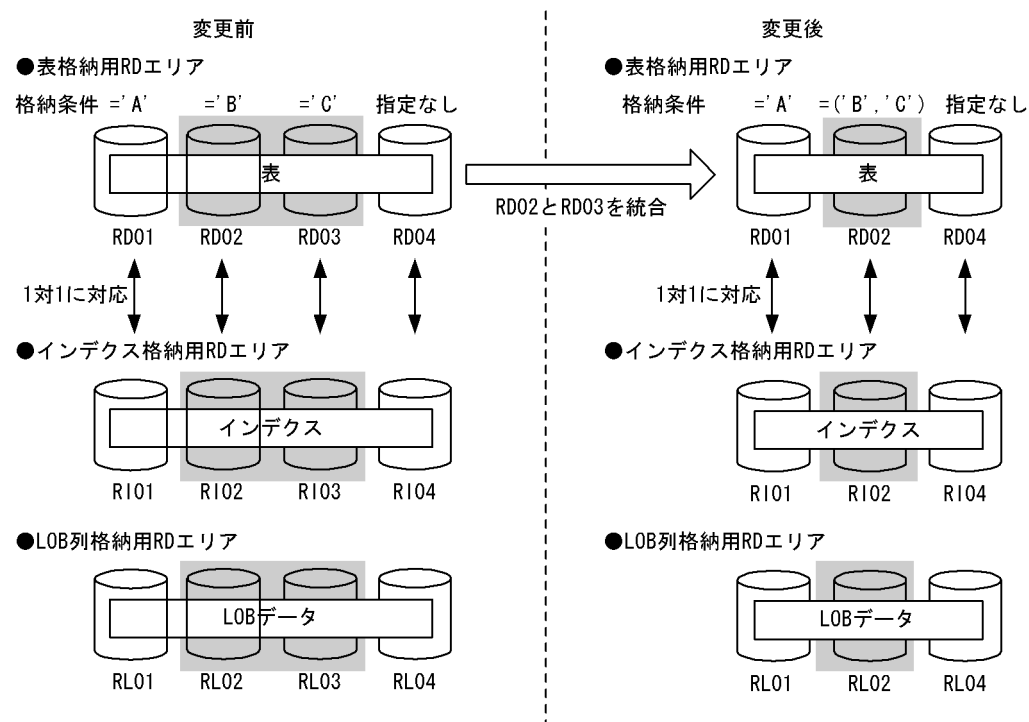 変更前
●表格納用RDエリア
格納条件 ='A' ='B' ='C' 指定なし
表
RD01 RD02 RD03 RD04
1対1に対応
●インデクス格納用RDエリア
インデクス
RI01 RI02 RI03 RI04
●LOB列格納用RDエリア
LOBデータ
RL01 RL02 RL03 RL04
RD02とRD03を統合
変更後
●表格納用RDエリア
格納条件 ='A' =('B','C') 指定なし
表
RD01 RD02 RD04
1対1に対応
●インデクス格納用RDエリア
インデクス
RI01 RI02 RI04
●LOB列格納用RDエリア
LOBデータ
RL01 RL02 RL04